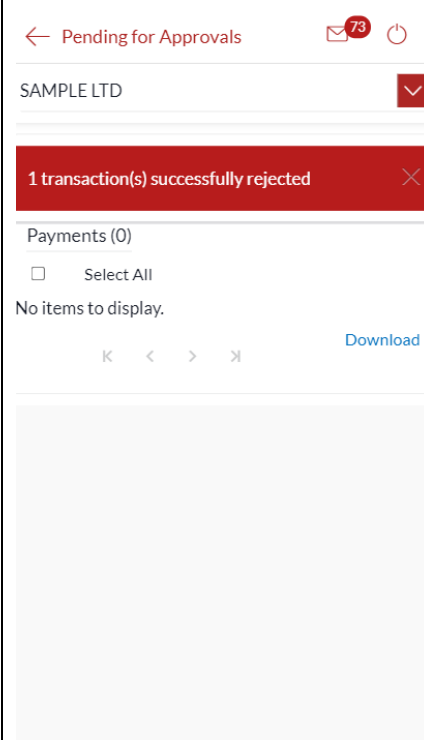 Pending for Approvals
73
SAMPLE LTD
1 transaction(s) successfully rejected
Payments (0)
Select All
No items to display.
Download